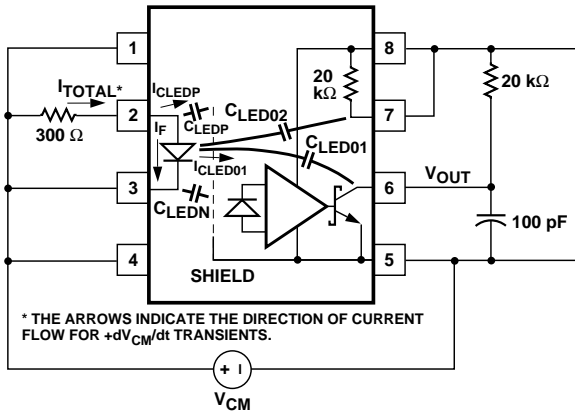 1
8
I_TOTAL*
I_CLEDP
20
kΩ
20 kΩ
C_LEDP
C_LED02
2
7
300 Ω
I_F
C_LED01
I_CLED01
3
6
V_OUT
C_LEDN
100 pF
4
5
SHIELD
* THE ARROWS INDICATE THE DIRECTION OF CURRENT
FLOW FOR +dV_CM/dt TRANSIENTS.
+ –
V_CM